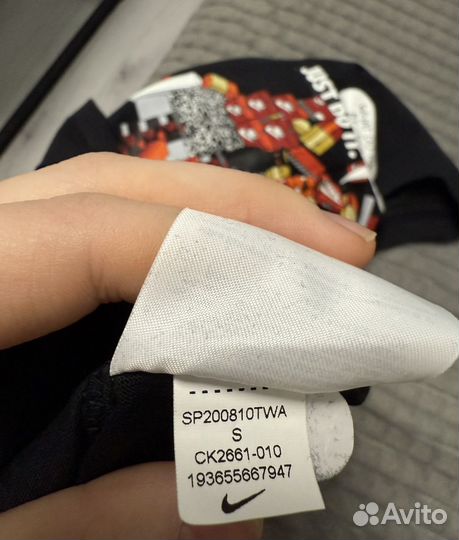 JUST DO IT.
SP200810TWA
S
CK2661-010
193655667947
Avito